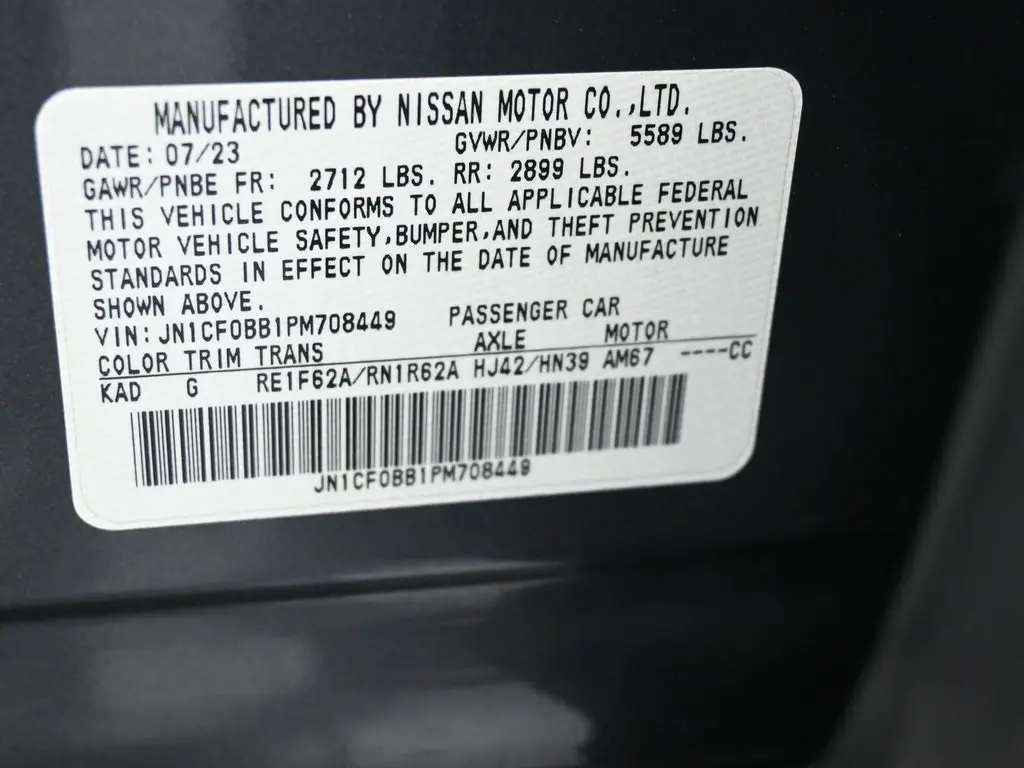 MANUFACTURED BY NISSAN MOTOR CO.,LTD.
DATE: 07/23 GVWR/PNBV: 5589 LBS.
GAWR/PNBE FR: 2712 LBS. RR: 2899 LBS.
THIS VEHICLE CONFORMS TO ALL APPLICABLE FEDERAL
MOTOR VEHICLE SAFETY,BUMPER,AND THEFT PREVENTION
STANDARDS IN EFFECT ON THE DATE OF MANUFACTURE
SHOWN ABOVE.
VIN:JN1CF0BB1PM708449 PASSENGER CAR
COLOR TRIM TRANS AXLE MOTOR
KAD G RE1F62A/RN1R62A HJ42/HN39 AM67 ----CC
JN1CF0BB1PM708449